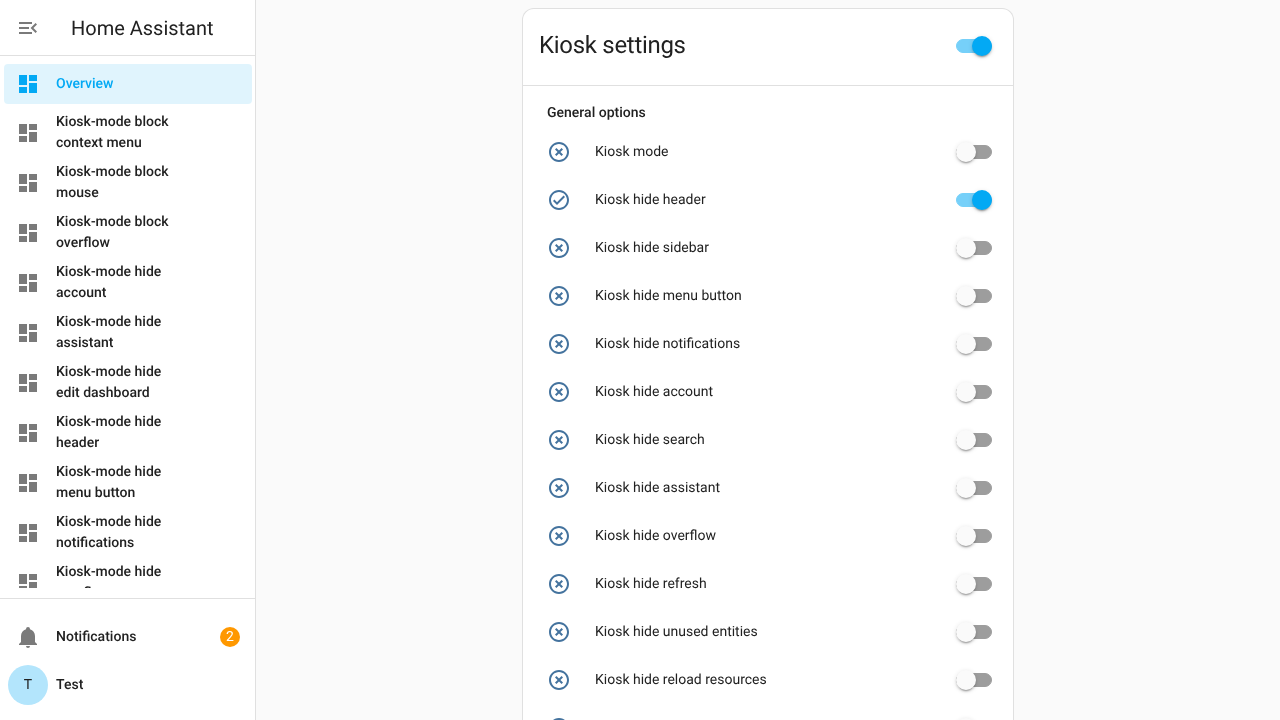 Home Assistant
Overview
Kiosk-mode block
context menu
Kiosk-mode block
mouse
Kiosk-mode block
overflow
Kiosk-mode hide
account
Kiosk-mode hide
assistant
Kiosk-mode hide
edit dashboard
Kiosk-mode hide
header
Kiosk-mode hide
menu button
Kiosk-mode hide
notifications
Kiosk-mode hide
Notifications
2
T
Test
Kiosk settings
General options
Kiosk mode
Kiosk hide header
Kiosk hide sidebar
Kiosk hide menu button
Kiosk hide notifications
Kiosk hide account
Kiosk hide search
Kiosk hide assistant
Kiosk hide overflow
Kiosk hide refresh
Kiosk hide unused entities
Kiosk hide reload resources